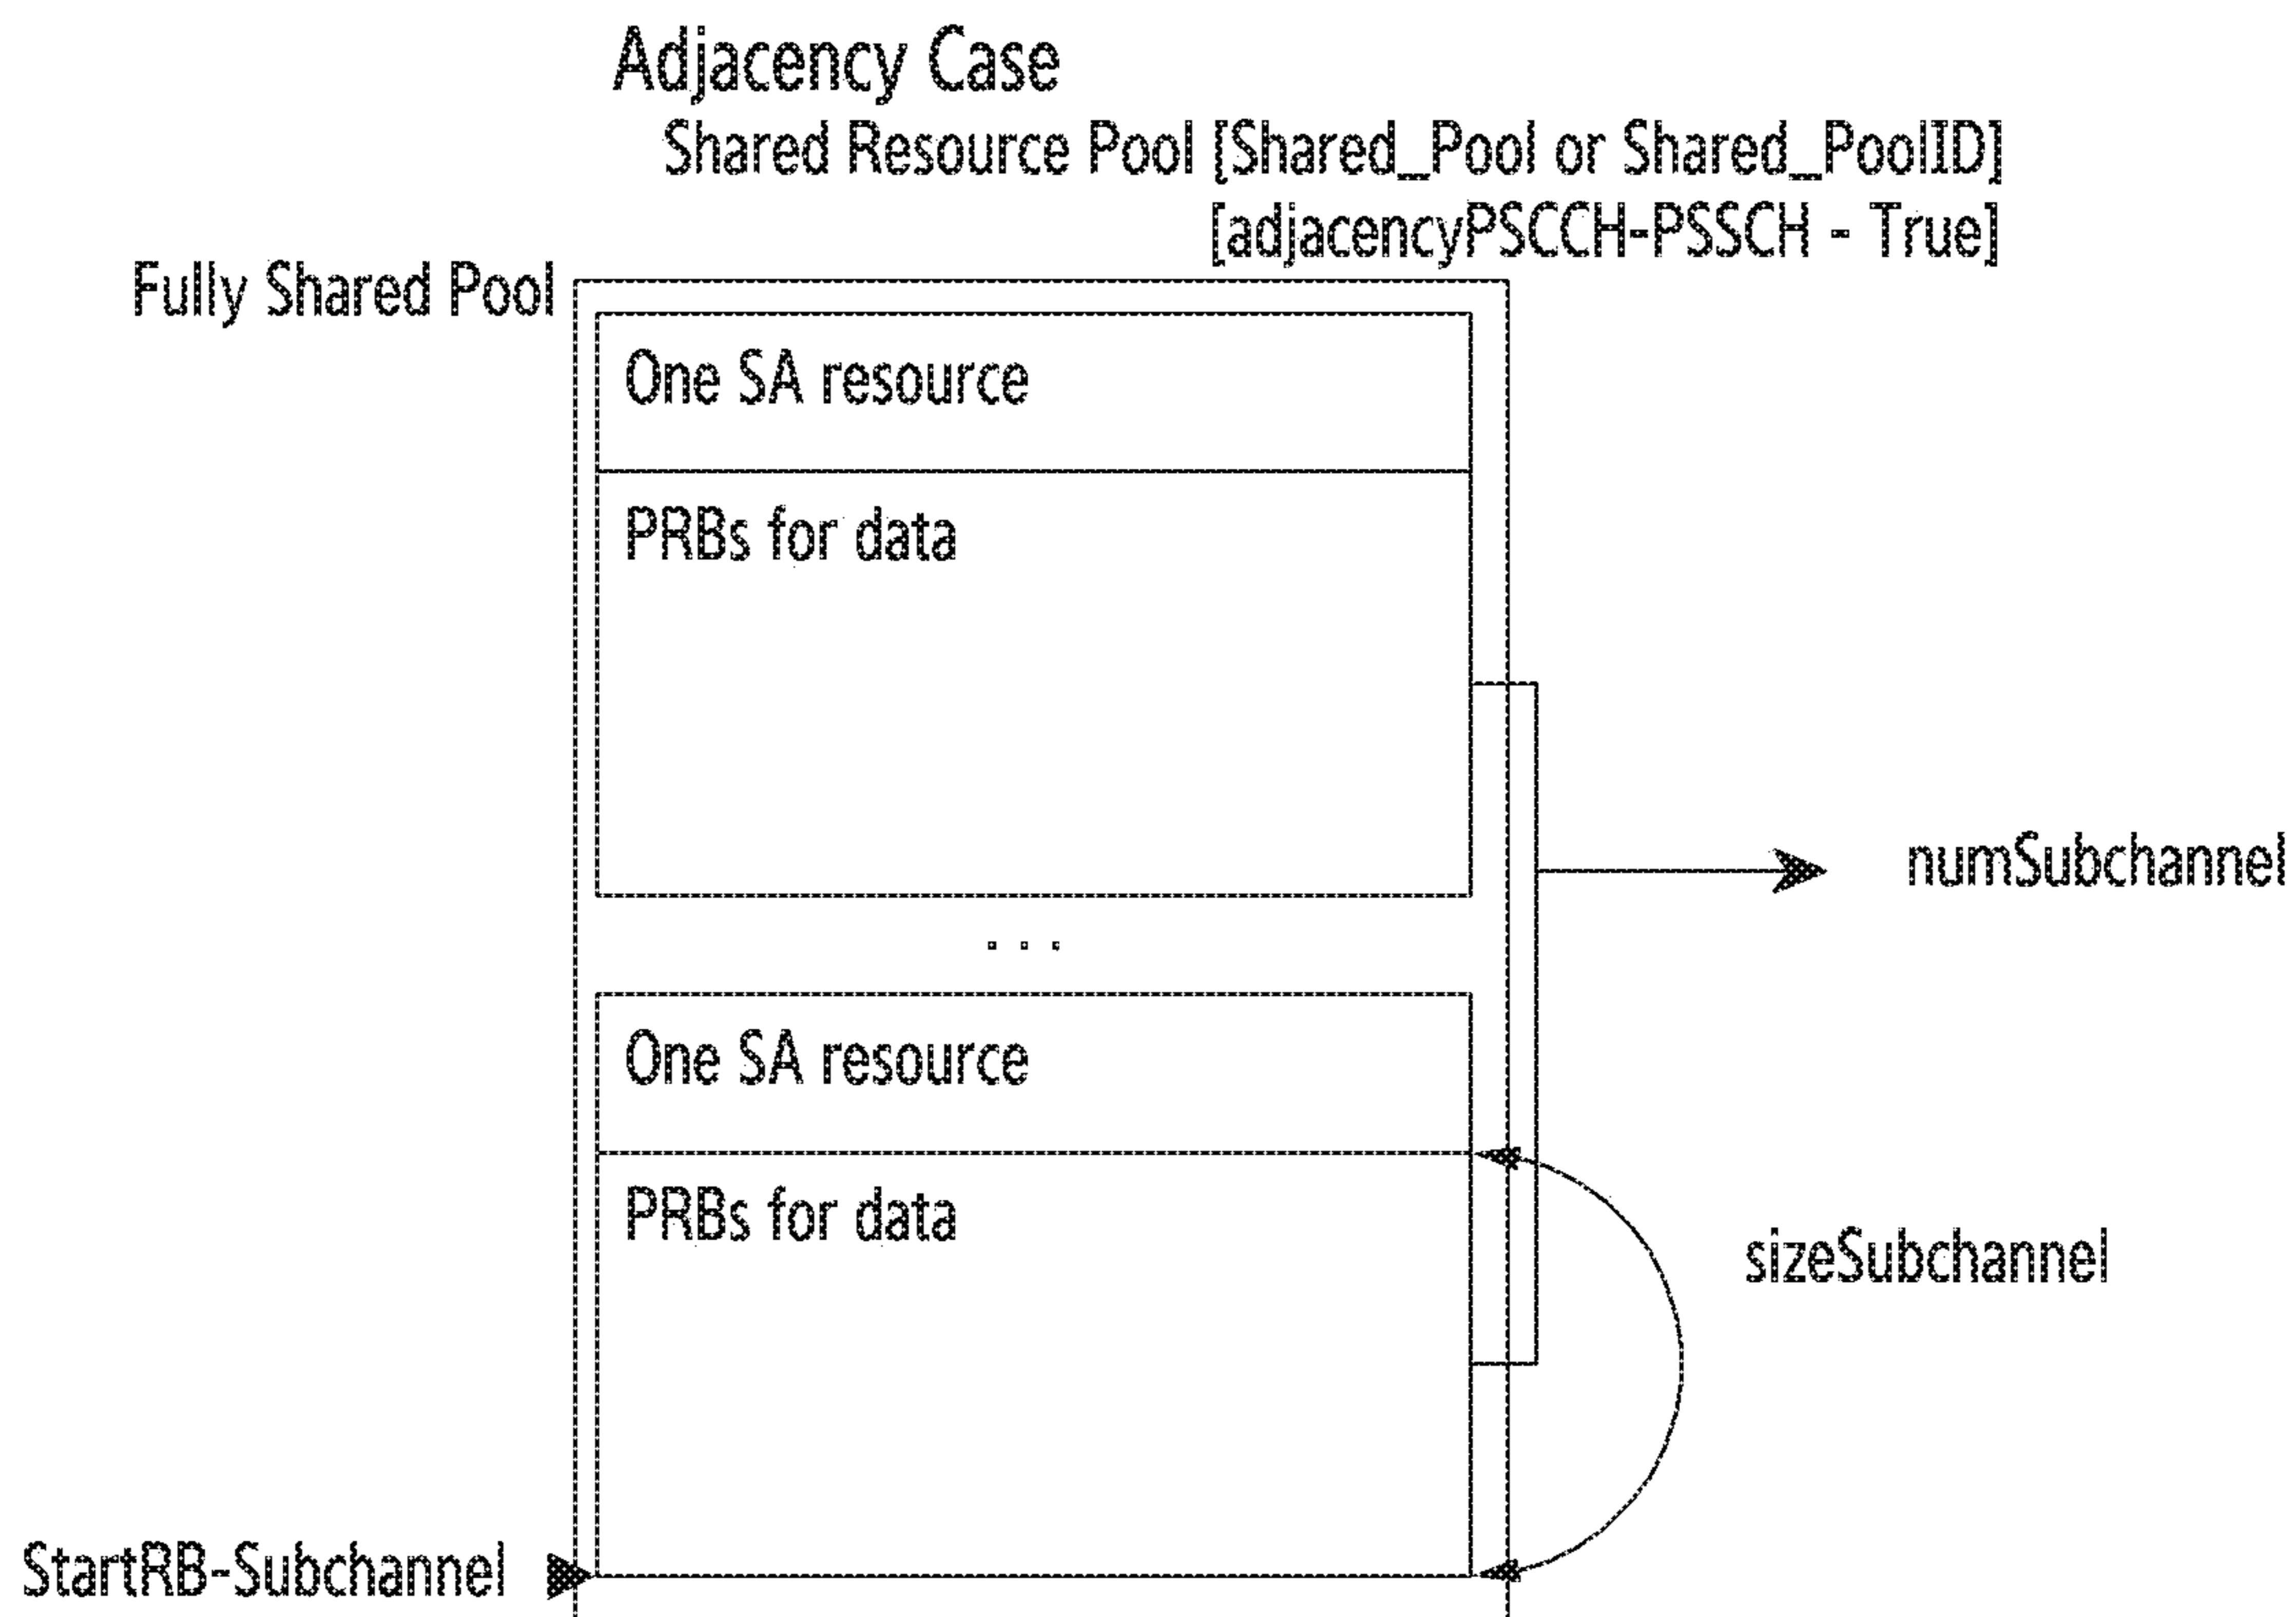 Adjacency Case
Shared Resource Pool [Shared_Pool or Shared_PoolID]
[adjacencyPSCCH-PSSCH - True]
Fully Shared Pool
One SA resource
PRBs for data
numSubchannel
. . .
One SA resource
PRBs for data
sizeSubchannel
StartRB-Subchannel